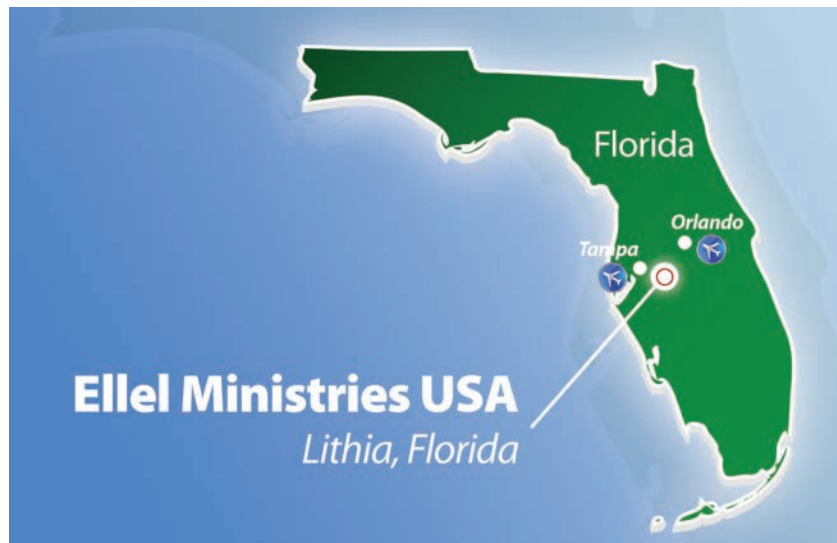 Florida
Orlando
Tampa
Ellel Ministries USA
Lithia, Florida